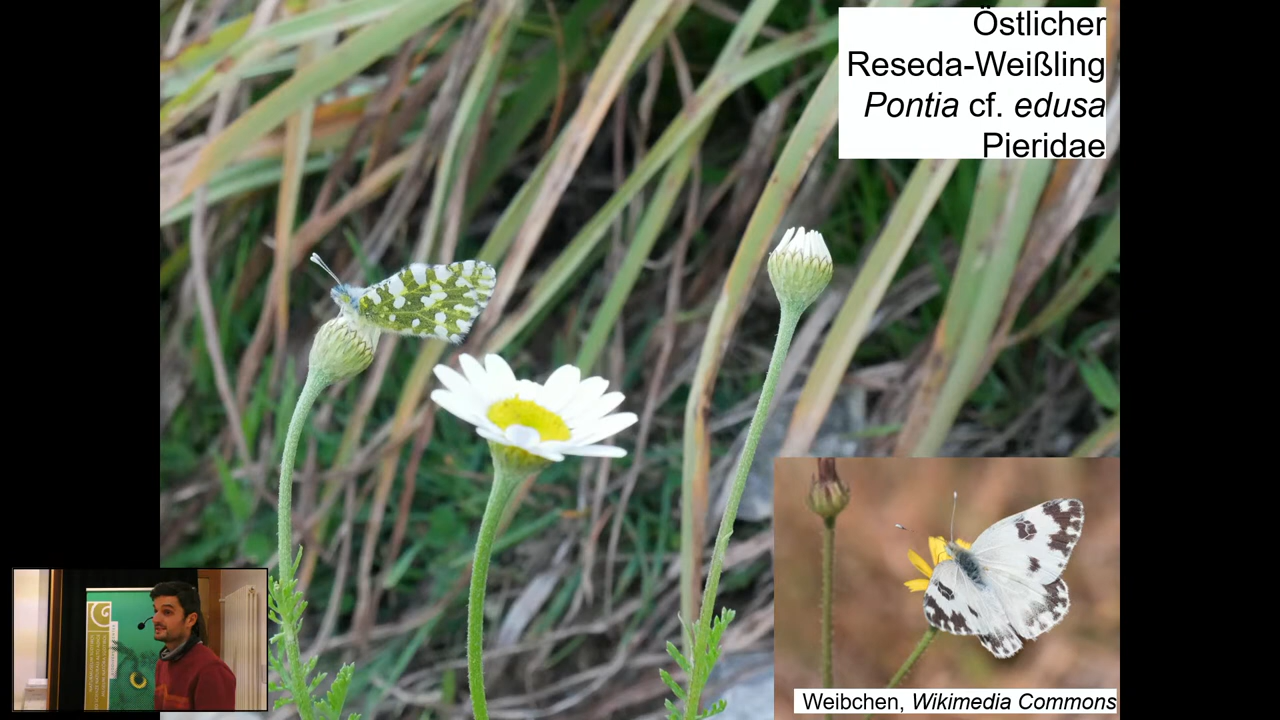 Östlicher
Reseda-Weißling
Pontia cf. edusa
Pieridae
Weibchen, Wikimedia Commons